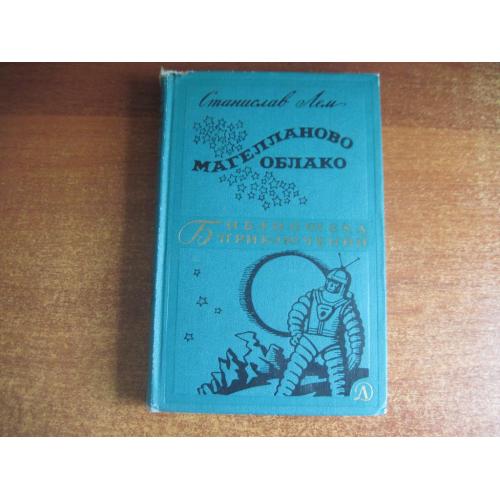 Станислав Лем
МАГЕЛЛАНОВО
ОБЛАКО
БИБЛИОТЕКА
ПРИКЛЮЧЕНИЙ
Д
Л